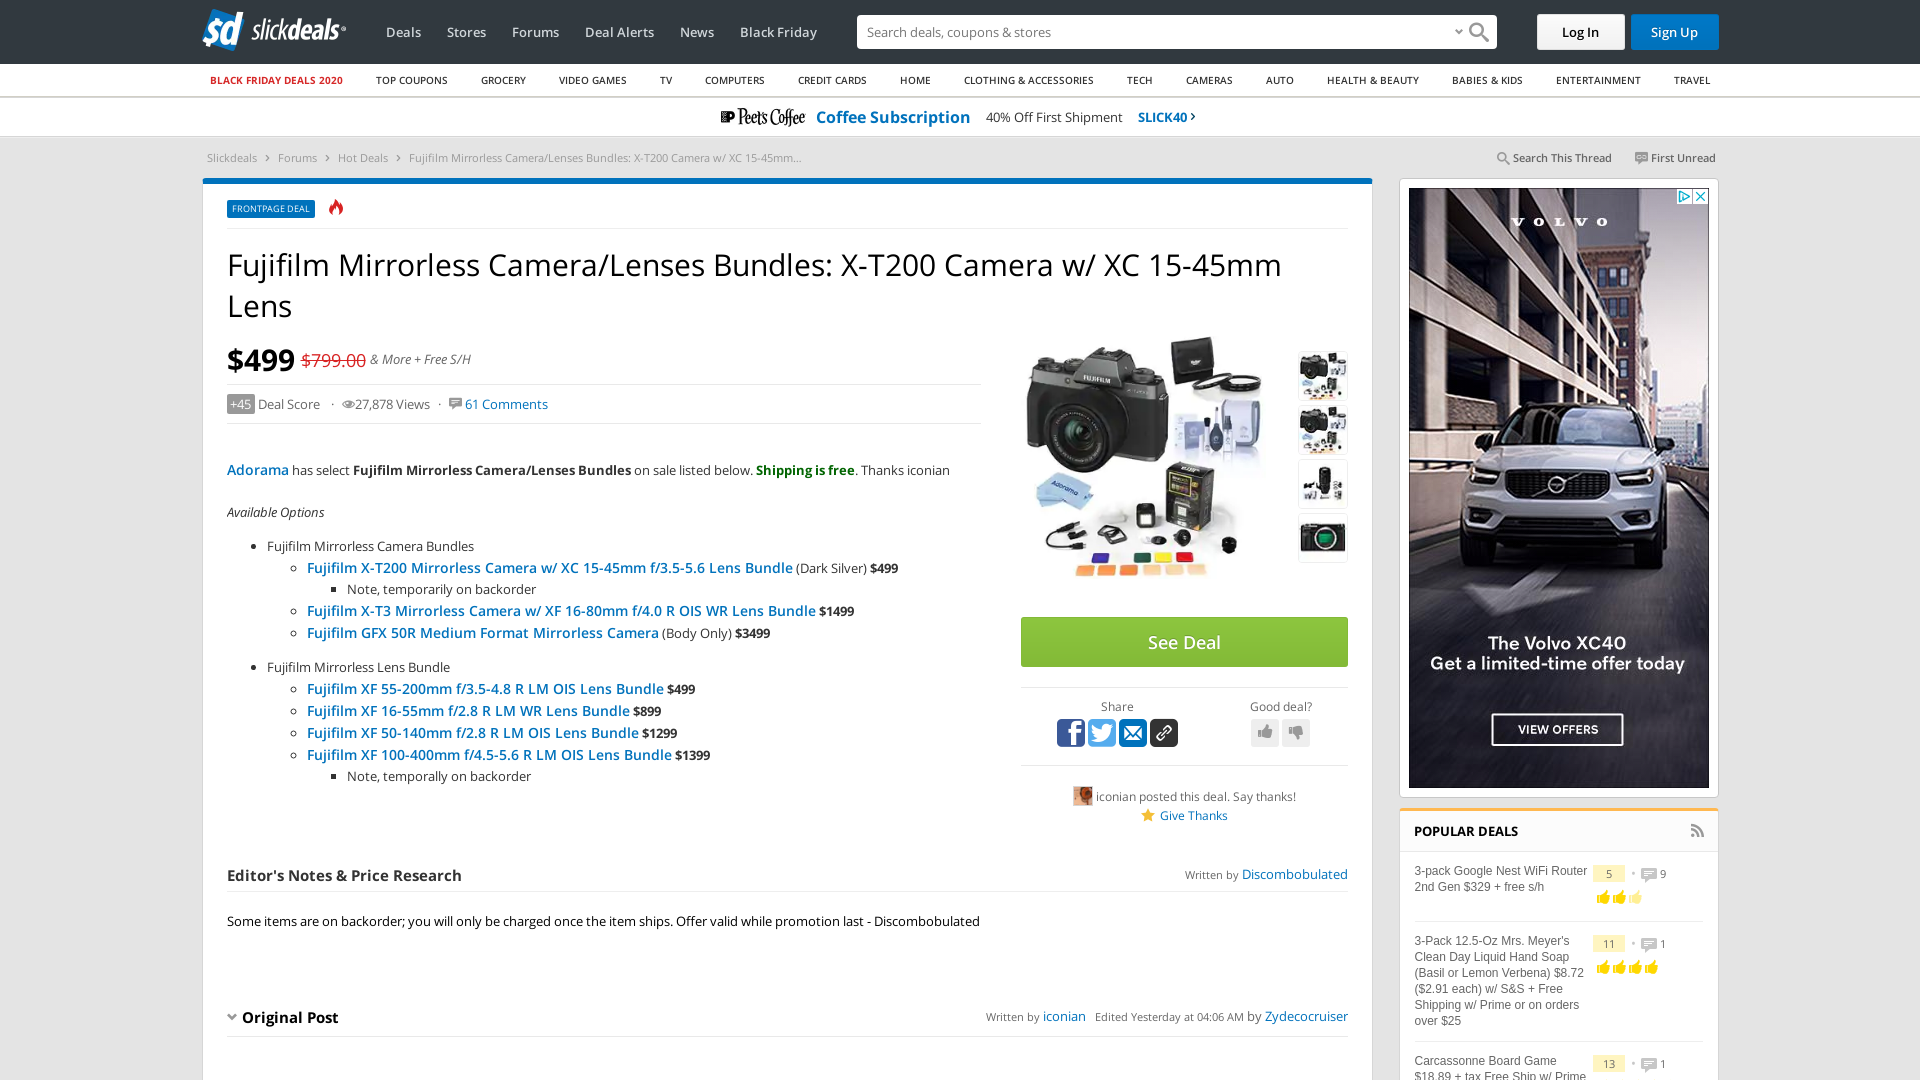 slickdeals
Deals
Stores
Forums
Deal Alerts
News
Black Friday
Search deals, coupons & stores
Log In
Sign Up
BLACK FRIDAY DEALS 2020
TOP COUPONS
GROCERY
VIDEO GAMES
TV
COMPUTERS
CREDIT CARDS
HOME
CLOTHING & ACCESSORIES
TECH
CAMERAS
AUTO
HEALTH & BEAUTY
BABIES & KIDS
ENTERTAINMENT
TRAVEL
Peet's Coffee Coffee Subscription 40% Off First Shipment SLICK40
Slickdeals Forums Hot Deals Fujifilm Mirrorless Camera/Lenses Bundles: X-T200 Camera w/ XC 15-45mm...
Search This Thread
First Unread
FRONTPAGE DEAL
Fujifilm Mirrorless Camera/Lenses Bundles: X-T200 Camera w/ XC 15-45mm
Lens
$499 $799.00 & More + Free S/H
+45 Deal Score · 27,878 Views · 61 Comments
Adorama has select Fujifilm Mirrorless Camera/Lenses Bundles on sale listed below. Shipping is free. Thanks iconian
Available Options
Fujifilm Mirrorless Camera Bundles
Fujifilm X-T200 Mirrorless Camera w/ XC 15-45mm f/3.5-5.6 Lens Bundle (Dark Silver) $499
Note, temporarily on backorder
Fujifilm X-T3 Mirrorless Camera w/ XF 16-80mm f/4.0 R OIS WR Lens Bundle $1499
Fujifilm GFX 50R Medium Format Mirrorless Camera (Body Only) $3499
Fujifilm Mirrorless Lens Bundle
Fujifilm XF 55-200mm f/3.5-4.8 R LM OIS Lens Bundle $499
Fujifilm XF 16-55mm f/2.8 R LM WR Lens Bundle $899
Fujifilm XF 50-140mm f/2.8 R LM OIS Lens Bundle $1299
Fujifilm XF 100-400mm f/4.5-5.6 R LM OIS Lens Bundle $1399
Note, temporally on backorder
FUJIFILM
Adorama
See Deal
Share
Good deal?
iconian posted this deal. Say thanks!
Give Thanks
Editor's Notes & Price Research
Written by Discombobulated
Some items are on backorder; you will only be charged once the item ships. Offer valid while promotion last - Discombobulated
Original Post
Written by iconian Edited Yesterday at 04:06 AM by Zydecocruiser
VOLVO
The Volvo XC40
Get a limited-time offer today
VIEW OFFERS
POPULAR DEALS
3-pack Google Nest WiFi Router
2nd Gen $329 + free s/h
5 · 9
3-Pack 12.5-Oz Mrs. Meyer's
Clean Day Liquid Hand Soap
(Basil or Lemon Verbena) $8.72
($2.91 each) w/ S&S + Free
Shipping w/ Prime or on orders
over $25
11 · 1
Carcassonne Board Game
$18.89 + tax Free Ship w/ Prime
13 · 1